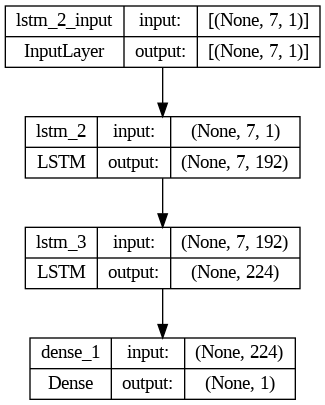 lstm_2_input input: [(None, 7, 1)]
InputLayer output: [(None, 7, 1)]
lstm_2 input: (None, 7, 1)
LSTM output: (None, 7, 192)
lstm_3 input: (None, 7, 192)
LSTM output: (None, 224)
dense_1 input: (None, 224)
Dense output: (None, 1)